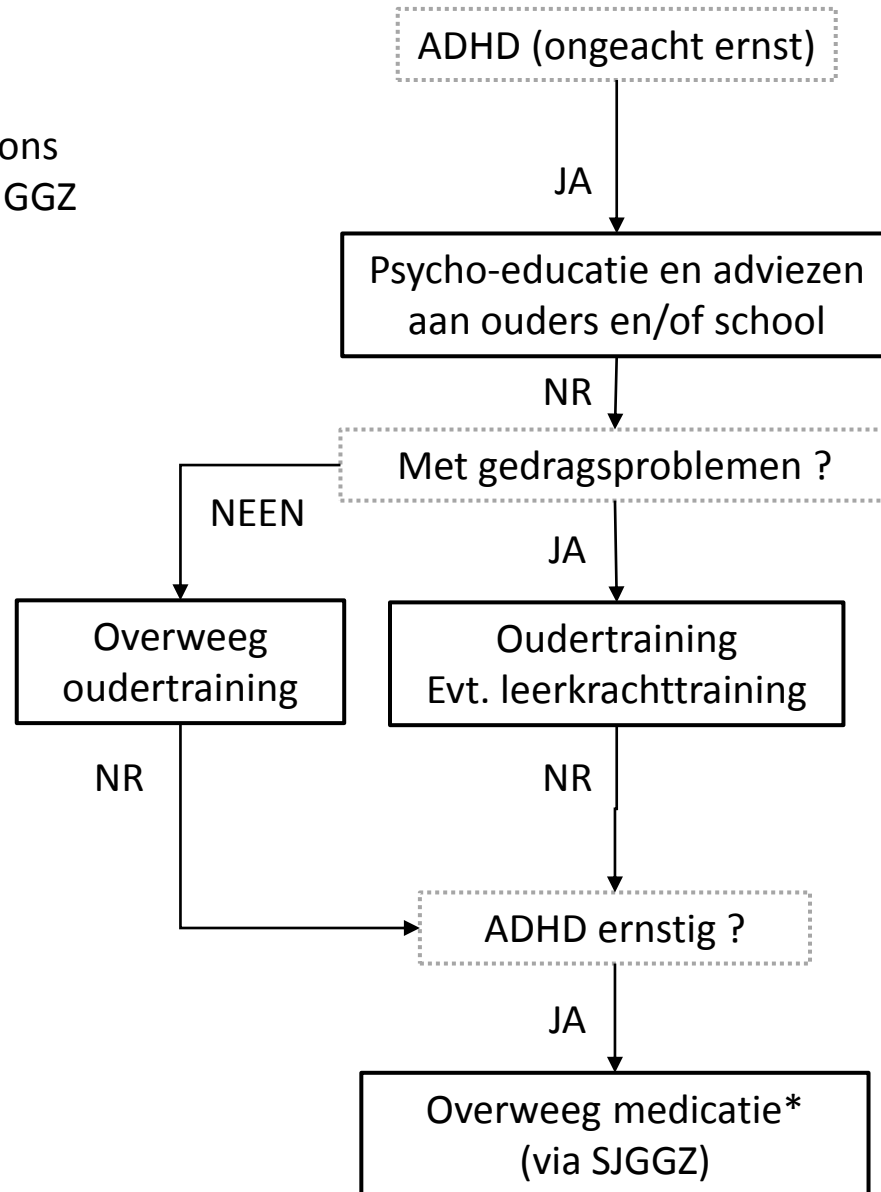 ADHD (ongeacht ernst)
ons
GGZ
JA
Psycho-educatie en adviezen
aan ouders en/of school
NR
Met gedragsproblemen ?
NEEN
JA
Overweeg
oudertraining
Oudertraining
Evt. leerkrachttraining
NR
NR
ADHD ernstig ?
JA
Overweeg medicatie*
(via SJGGZ)